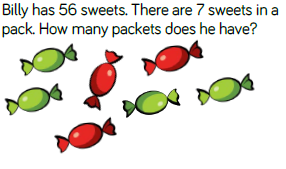 Billy has 56 sweets. There are 7 sweets in a
pack. How many packets does he have?